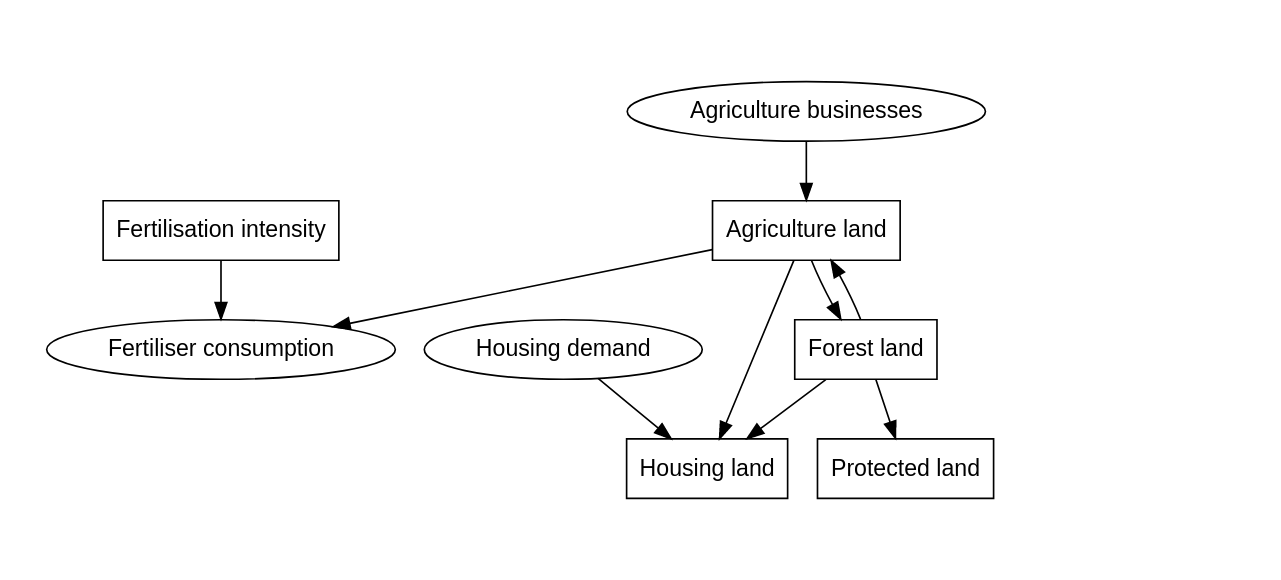 Agriculture businesses
Fertilisation intensity
Agriculture land
Fertiliser consumption
Housing demand
Forest land
Housing land
Protected land